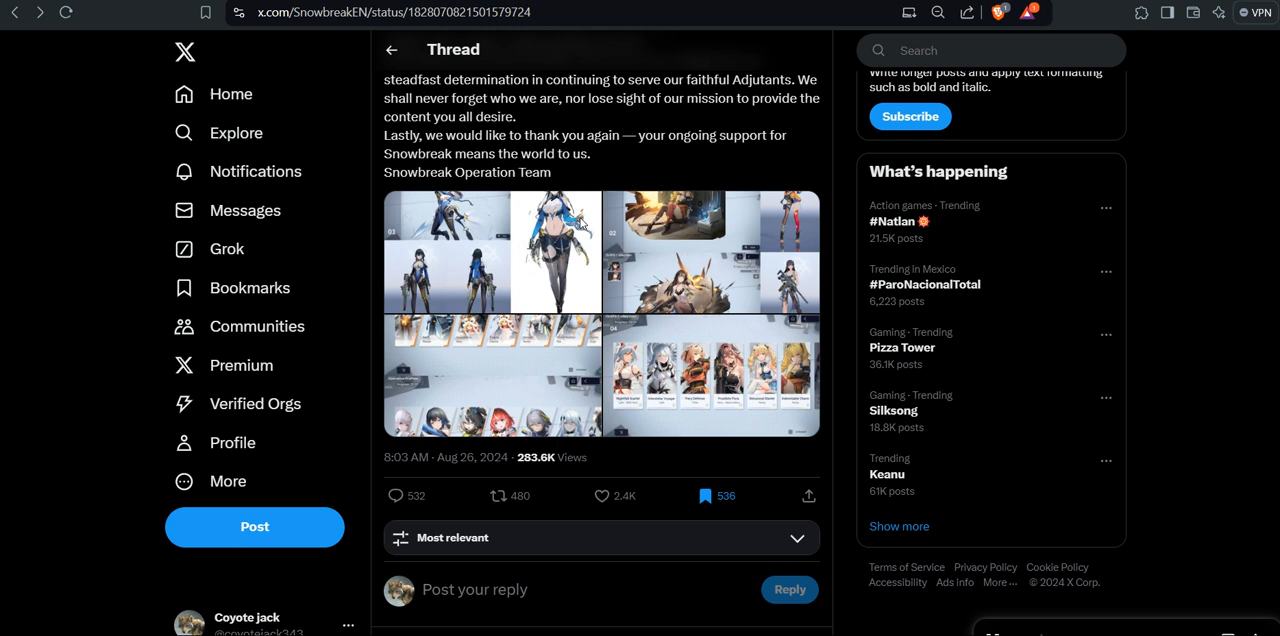 x.com/SnowbreakEN/status/1828070821501579724
VPN
Home
Explore
Notifications
Messages
Grok
Bookmarks
Communities
Premium
Verified Orgs
Profile
More
Post
Coyote jack
@coyotejack343
Thread
steadfast determination in continuing to serve our faithful Adjutants. We
shall never forget who we are, nor lose sight of our mission to provide the
content you all desire.
Lastly, we would like to thank you again — your ongoing support for
Snowbreak means the world to us.
Snowbreak Operation Team
03
02
04
8:03 AM · Aug 26, 2024 · 283.6K Views
532
480
2.4K
536
Most relevant
Post your reply
Reply
Search
Write longer posts and apply text formatting
such as bold and italic.
Subscribe
What's happening
Action games · Trending
#Natlan
21.5K posts
Trending in Mexico
#ParoNacionalTotal
6,223 posts
Gaming · Trending
Pizza Tower
36.1K posts
Gaming · Trending
Silksong
18.8K posts
Trending
Keanu
61K posts
Show more
Terms of Service Privacy Policy Cookie Policy
Accessibility Ads info More ··· © 2024 X Corp.